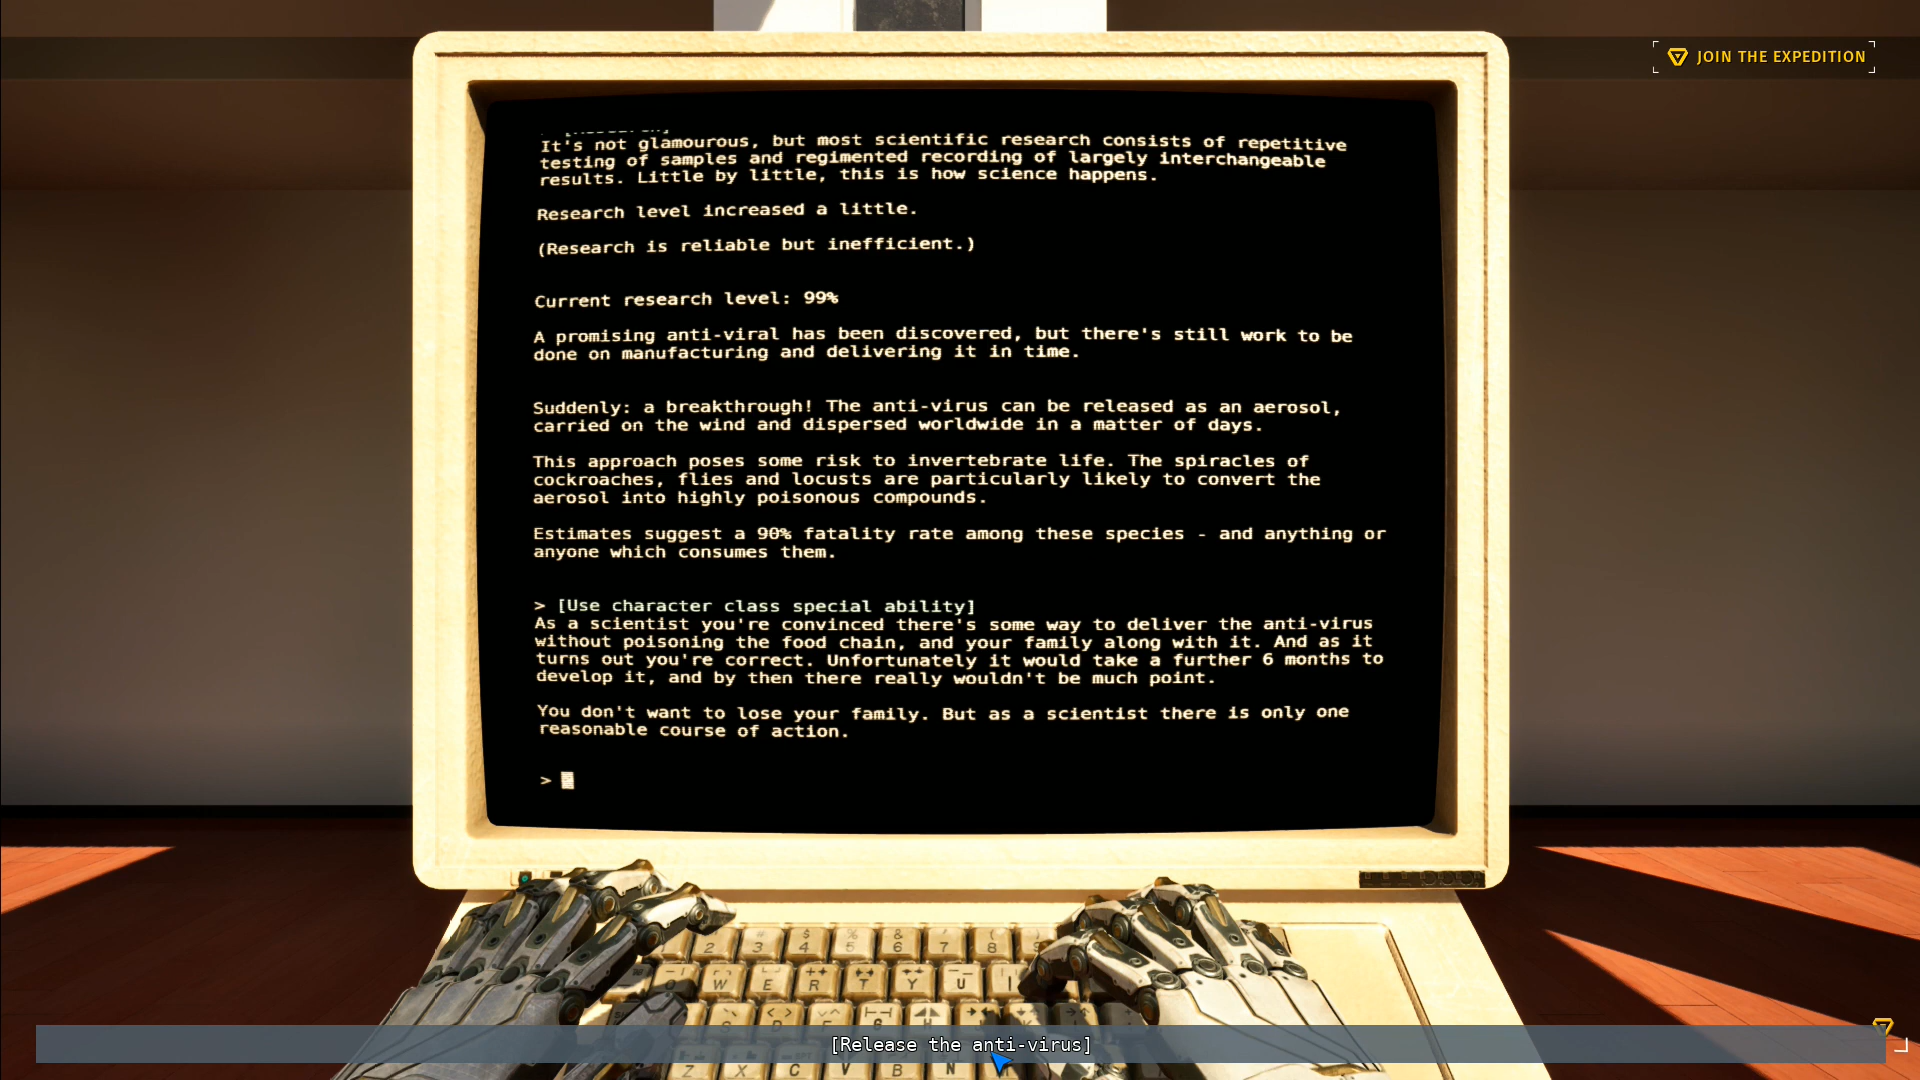 JOIN THE EXPEDITION
It's not glamourous, but most scientific research consists of repetitive
testing of samples and regimented recording of largely interchangeable
results. Little by little, this is how science happens.
Research level increased a little.
(Research is reliable but inefficient.)
Current research level: 99%
A promising anti-viral has been discovered, but there's still work to be
done on manufacturing and delivering it in time.
Suddenly: a breakthrough! The anti-virus can be released as an aerosol,
carried on the wind and dispersed worldwide in a matter of days.
This approach poses some risk to invertebrate life. The spiracles of
cockroaches, flies and locusts are particularly likely to convert the
aerosol into highly poisonous compounds.
Estimates suggest a 90% fatality rate among these species - and anything or
anyone which consumes them.
> [Use character class special ability]
As a scientist you're convinced there's some way to deliver the anti-virus
without poisoning the food chain, and your family along with it. And as it
turns out you're correct. Unfortunately it would take a further 6 months to
develop it, and by then there really wouldn't be much point.
You don't want to lose your family. But as a scientist there is only one
reasonable course of action.
>
2 3 4 5 6 7 8
W E R T Y U
[Release the anti-virus]
Z X C V B N